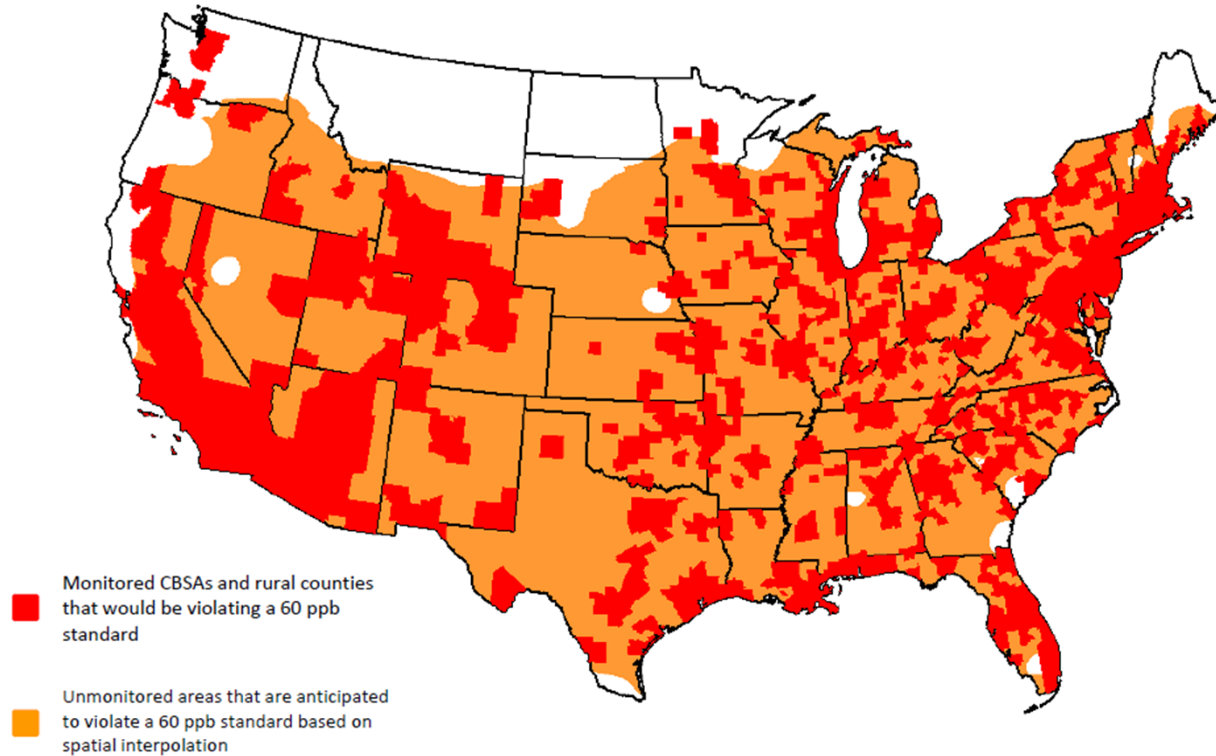 Monitored CBSAs and rural counties
that would be violating a 60 ppb
standard
Unmonitored areas that are anticipated
to violate a 60 ppb standard based on
spatial interpolation